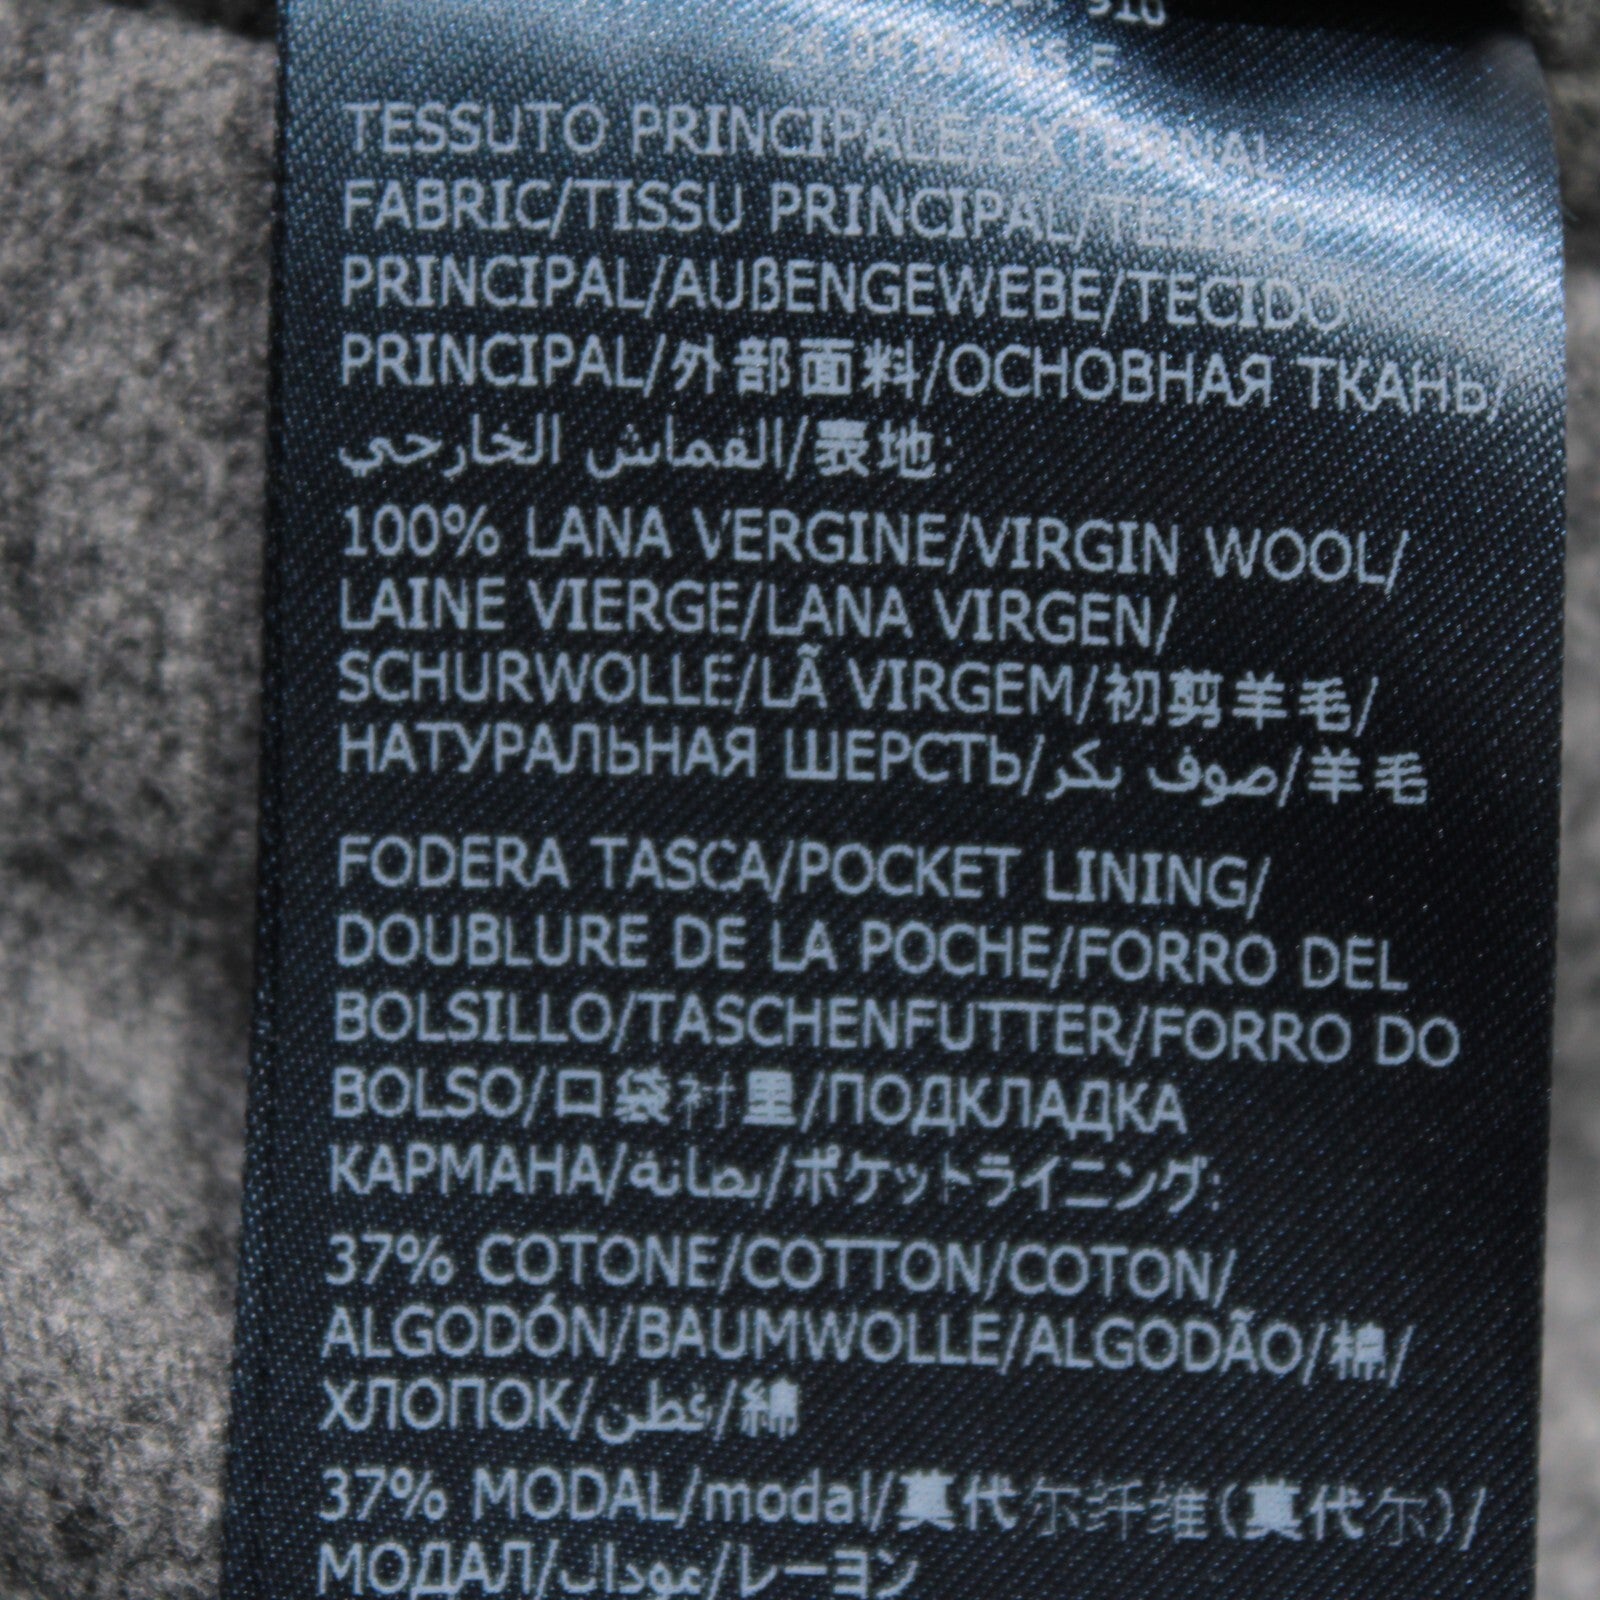 910
TESSUTO PRINCIPALE/EXTERNAL
FABRIC/TISSU PRINCIPAL/TEJIDO
PRINCIPAL/AUßENGEWEBE/TECIDO
PRINCIPAL/外部面料/ОСНОВНАЯ ТКАНЬ/
القماش الخارجي/表地:
100% LANA VERGINE/VIRGIN WOOL/
LAINE VIERGE/LANA VIRGEN/
SCHURWOLLE/LÃ VIRGEM/初剪羊毛/
НАТУРАЛЬНАЯ ШЕРСТЬ/صوف بكر/羊毛
FODERA TASCA/POCKET LINING/
DOUBLURE DE LA POCHE/FORRO DEL
BOLSILLO/TASCHENFUTTER/FORRO DO
BOLSO/口袋衬里/ПОДКЛАДКА
КАРМАНА/بطانة/ポケットライニング:
37% COTONE/COTTON/COTON/
ALGODÓN/BAUMWOLLE/ALGODÃO/棉/
ХЛОПОК/قطن/綿
37% MODAL/modal/莫代尔纤维(莫代尔)/
МОДАЛ/عودال/レーヨン